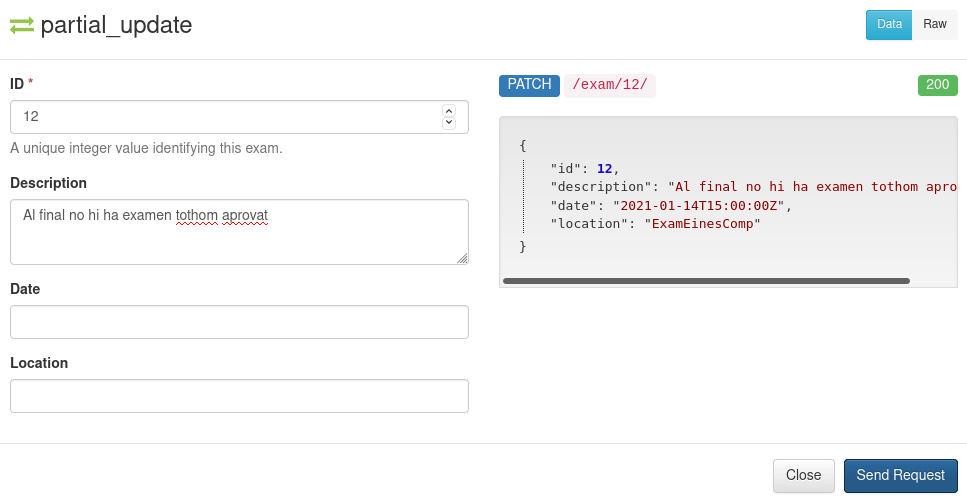 partial_update
Data Raw
ID *
12
A unique integer value identifying this exam.
Description
Al final no hi ha examen tothom aprovat
Date
Location
PATCH /exam/12/ 200
{
"id": 12,
"description": "Al final no hi ha examen tothom apro
"date": "2021-01-14T15:00:00Z",
"location": "ExamEinesComp"
}
Close Send Request